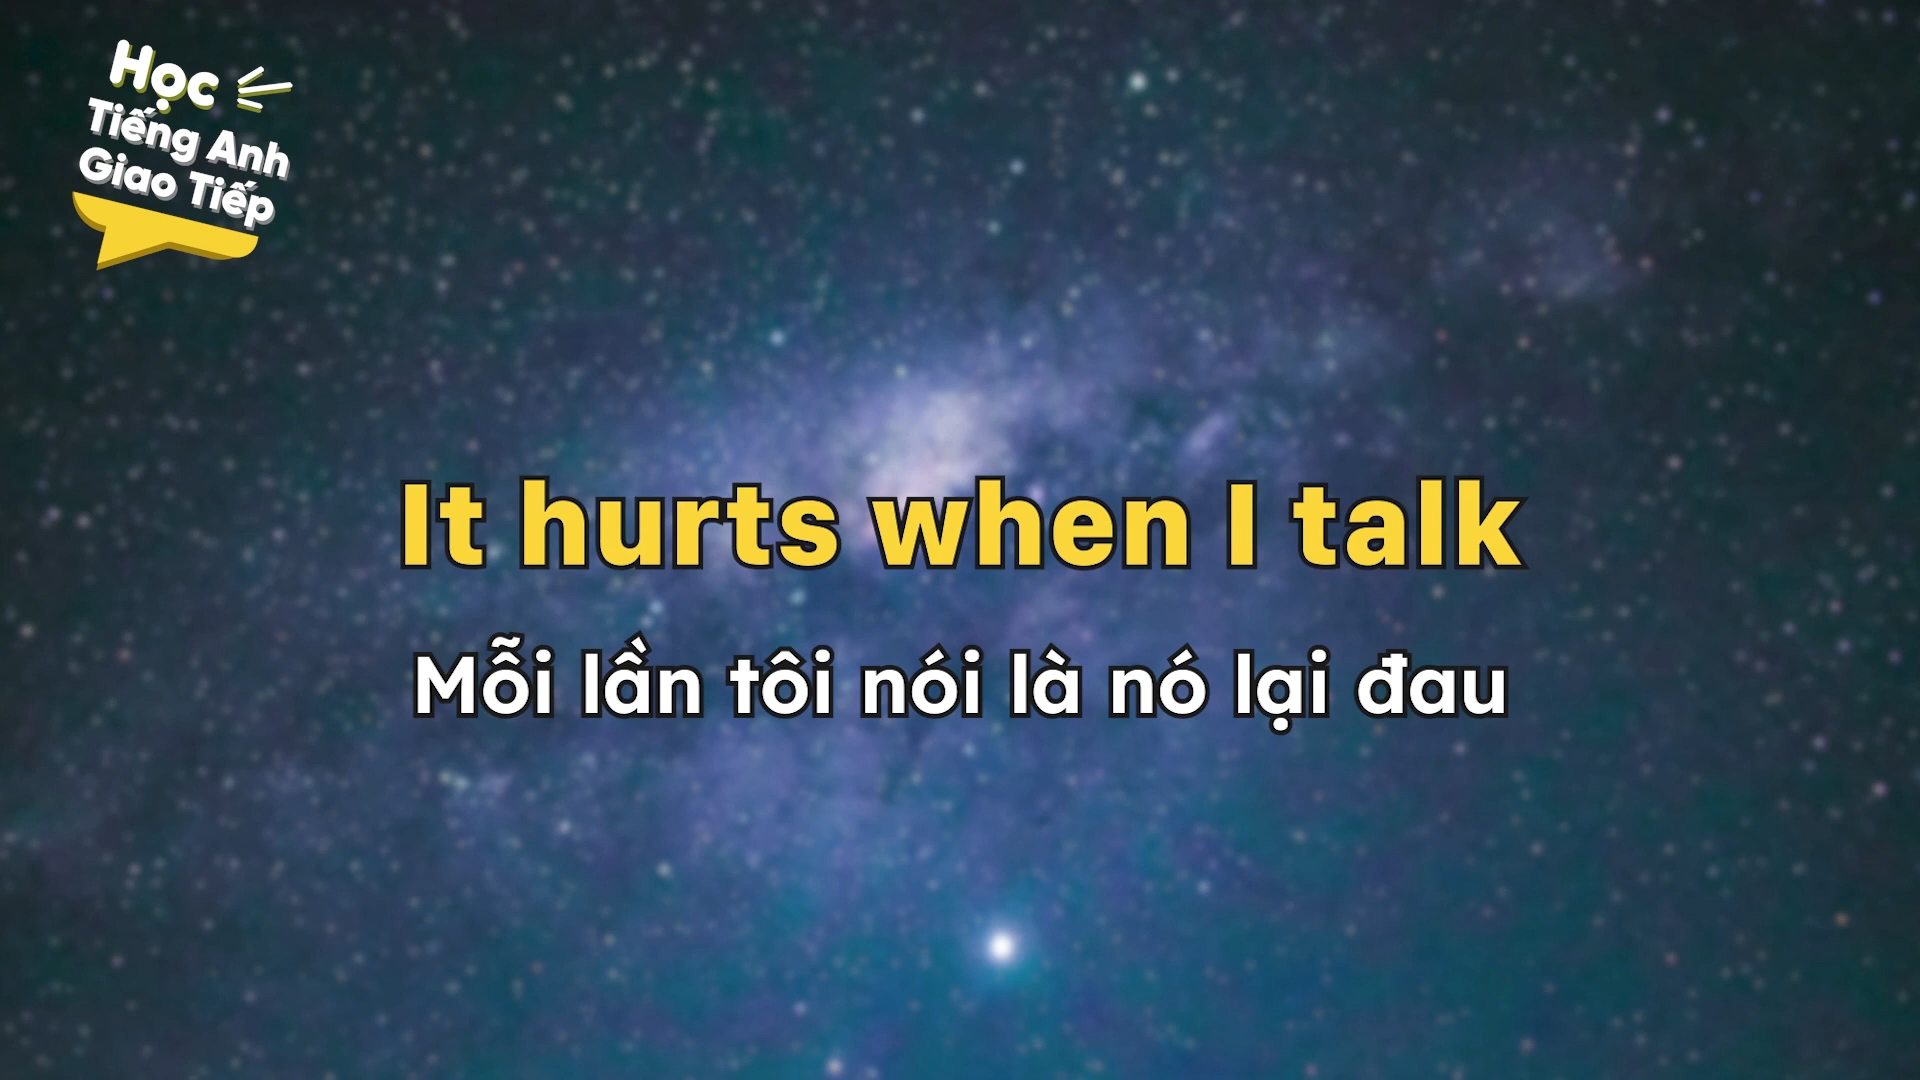 Học
Tiếng Anh
Giao Tiếp
It hurts when I talk
Mỗi lần tôi nói là nó lại đau